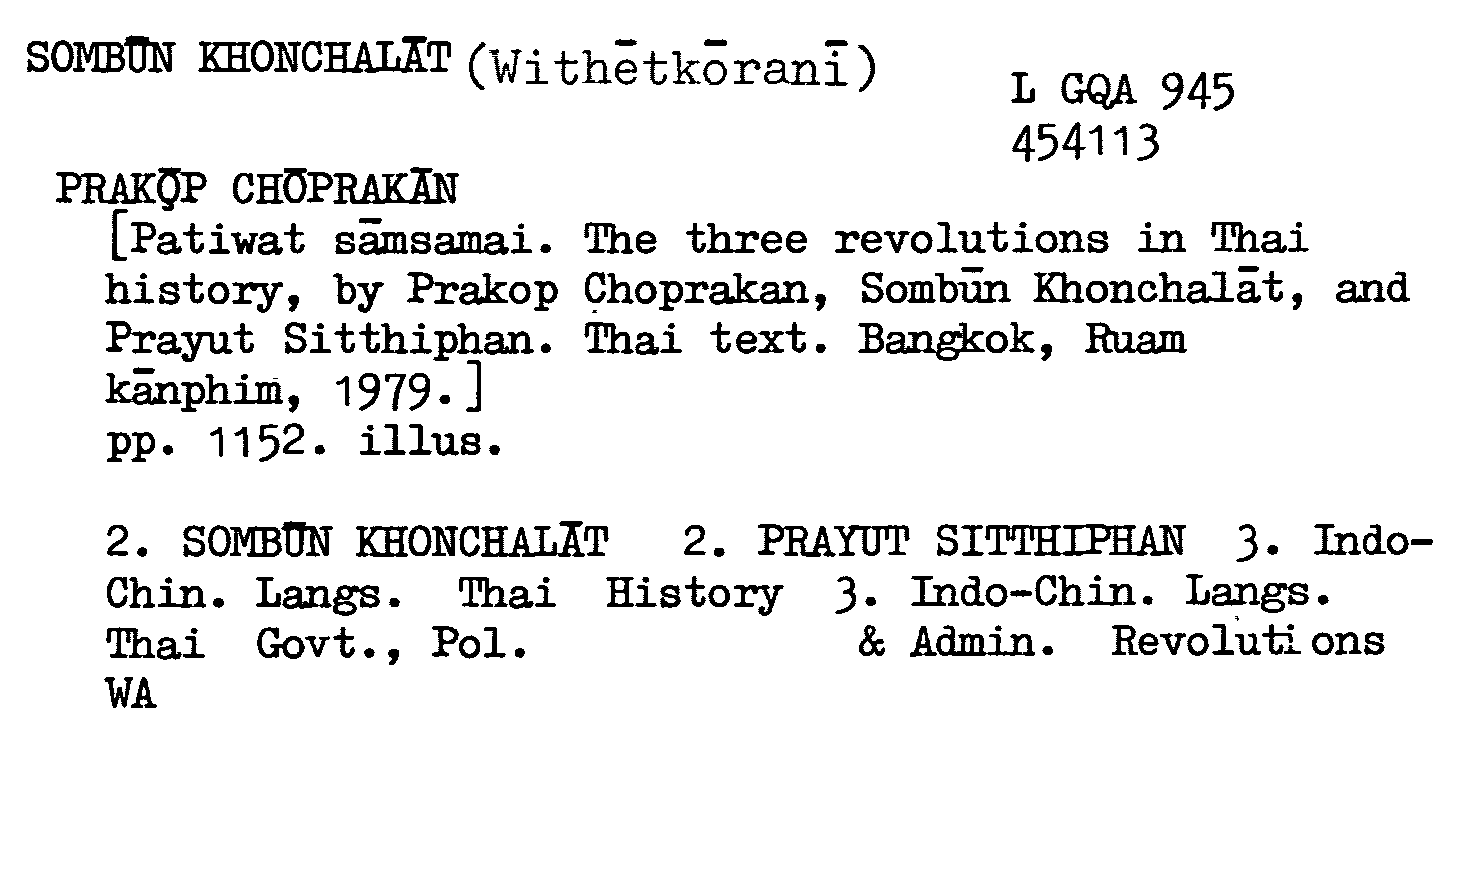 SOMBŪN KHONCHALĀT (Withētkōranī)
L GQA 945
454113
PRAKǬP CHŌPRAKĀN
[Patiwat sāmsamai. The three revolutions in Thai
history, by Prakop Choprakan, Sombūn Khonchalāt, and
Prayut Sitthiphan. Thai text. Bangkok, Ruam
kānphim, 1979.]
pp. 1152. illus.
2. SOMBŪN KHONCHALĀT 2. PRAYUT SITTHIPHAN 3. Indo-
Chin. Langs. Thai History 3. Indo-Chin. Langs.
Thai Govt., Pol. & Admin. Revolutions
WA